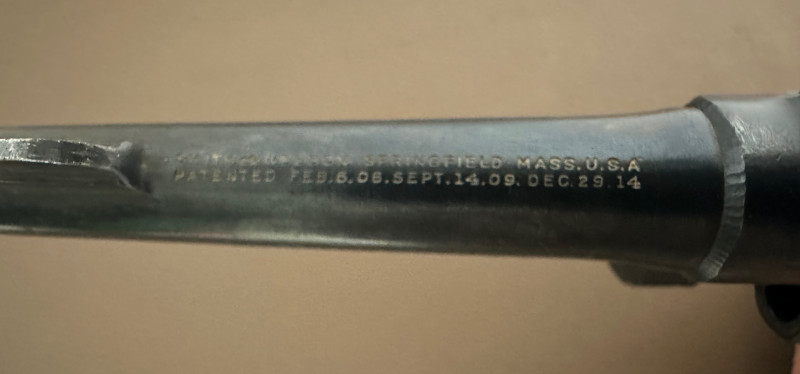 SPRINGFIELD MASS.U.S.A
PATENTED FEB.6.06.SEPT.14.09.DEC.29.14